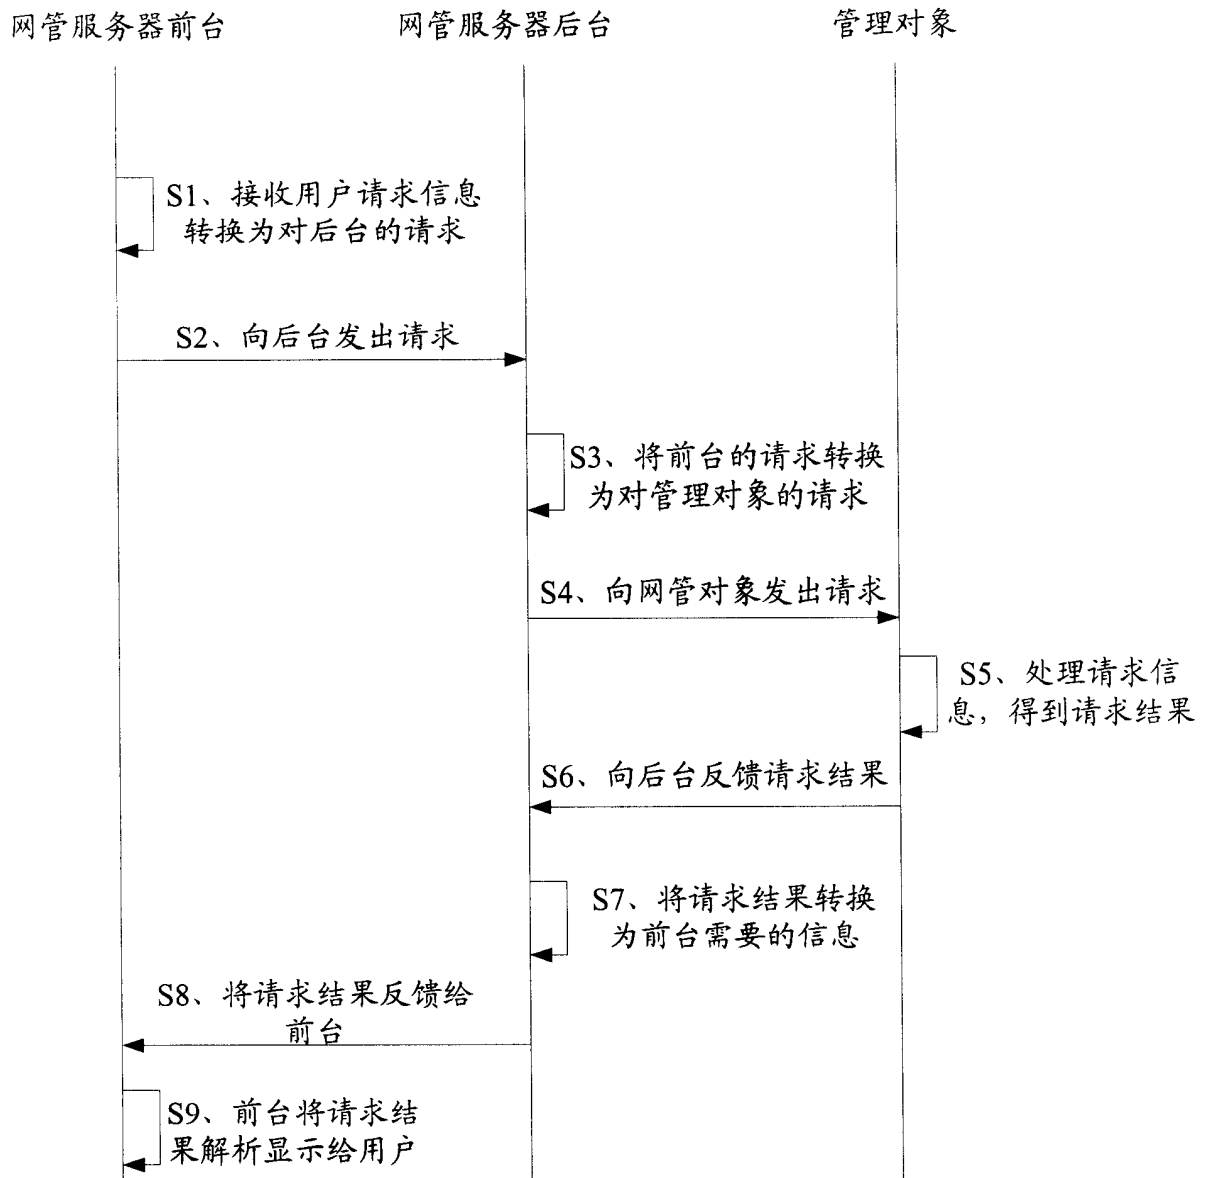 网管服务器前台
网管服务器后台
管理对象
S1、接收用户请求信息
转换为对后台的请求
S2、向后台发出请求
S3、将前台的请求转换
为对管理对象的请求
S4、向网管对象发出请求
S5、处理请求信
息，得到请求结果
S6、向后台反馈请求结果
S7、将请求结果转换
为前台需要的信息
S8、将请求结果反馈给
前台
S9、前台将请求结
果解析显示给用户